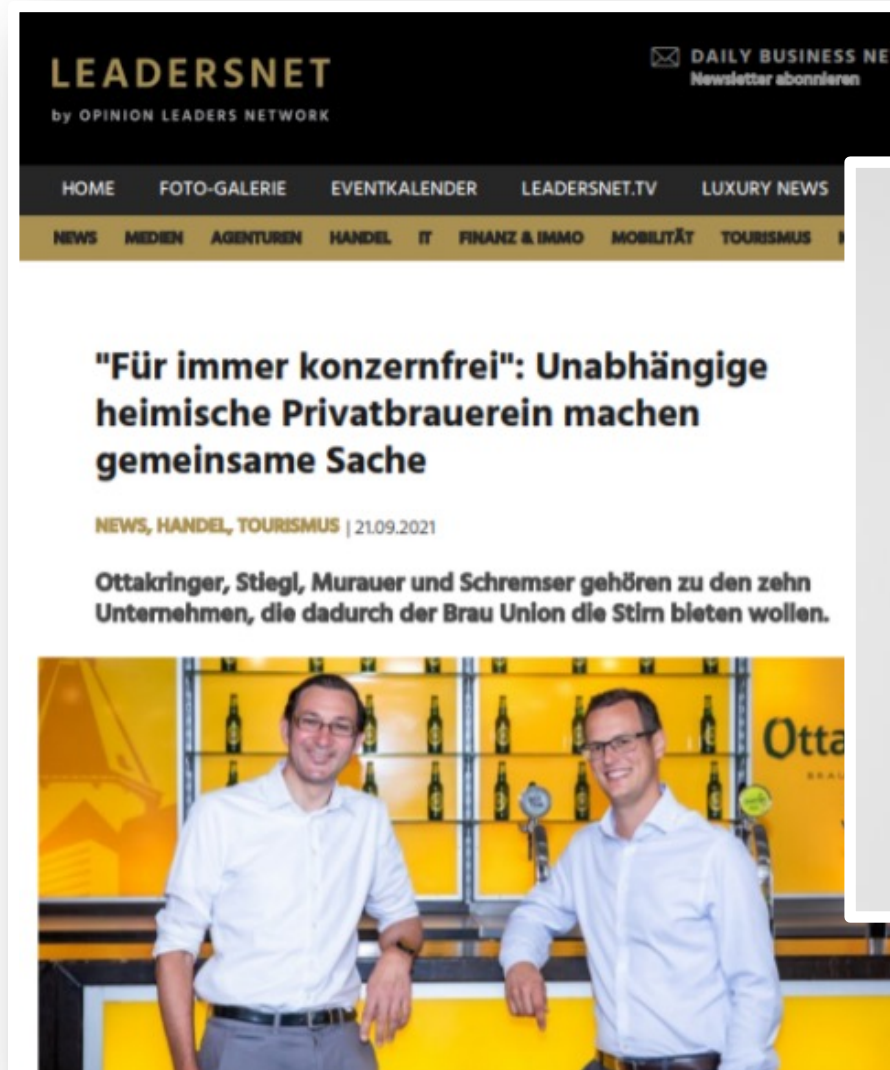 LEADERSNET
by OPINION LEADERS NETWORK
DAILY BUSINESS NE
Newsletter abonnieren
HOME FOTO-GALERIE EVENTKALENDER LEADERSNET.TV LUXURY NEWS
NEWS MEDIEN AGENTUREN HANDEL IT FINANZ & IMMO MOBILITÄT TOURISMUS
"Für immer konzernfrei": Unabhängige
heimische Privatbrauerein machen
gemeinsame Sache
NEWS, HANDEL, TOURISMUS | 21.09.2021
Ottakringer, Stiegl, Murauer und Schremser gehören zu den zehn
Unternehmen, die dadurch der Brau Union die Stirn bieten wollen.
Otta
BRAU